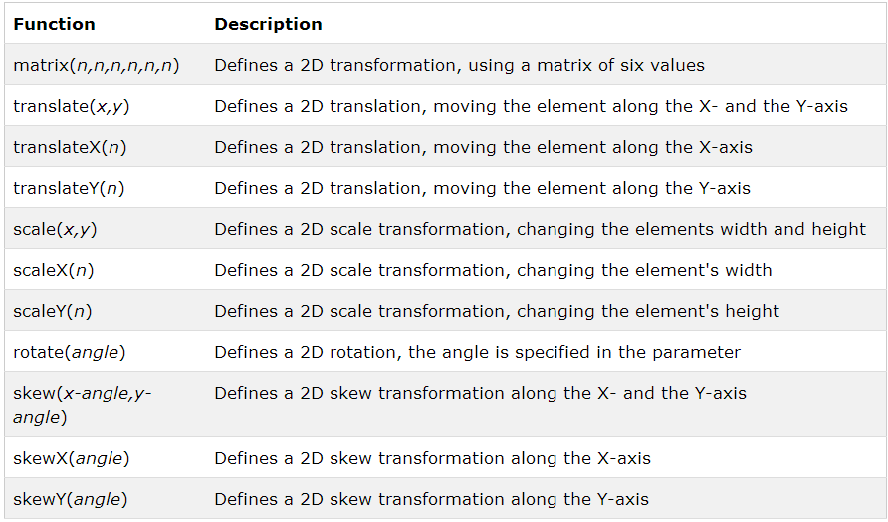 Function Description
matrix(n,n,n,n,n,n) Defines a 2D transformation, using a matrix of six values
translate(x,y) Defines a 2D translation, moving the element along the X- and the Y-axis
translateX(n) Defines a 2D translation, moving the element along the X-axis
translateY(n) Defines a 2D translation, moving the element along the Y-axis
scale(x,y) Defines a 2D scale transformation, changing the elements width and height
scaleX(n) Defines a 2D scale transformation, changing the element's width
scaleY(n) Defines a 2D scale transformation, changing the element's height
rotate(angle) Defines a 2D rotation, the angle is specified in the parameter
skew(x-angle,y- Defines a 2D skew transformation along the X- and the Y-axis
angle)
skewX(angle) Defines a 2D skew transformation along the X-axis
skewY(angle) Defines a 2D skew transformation along the Y-axis